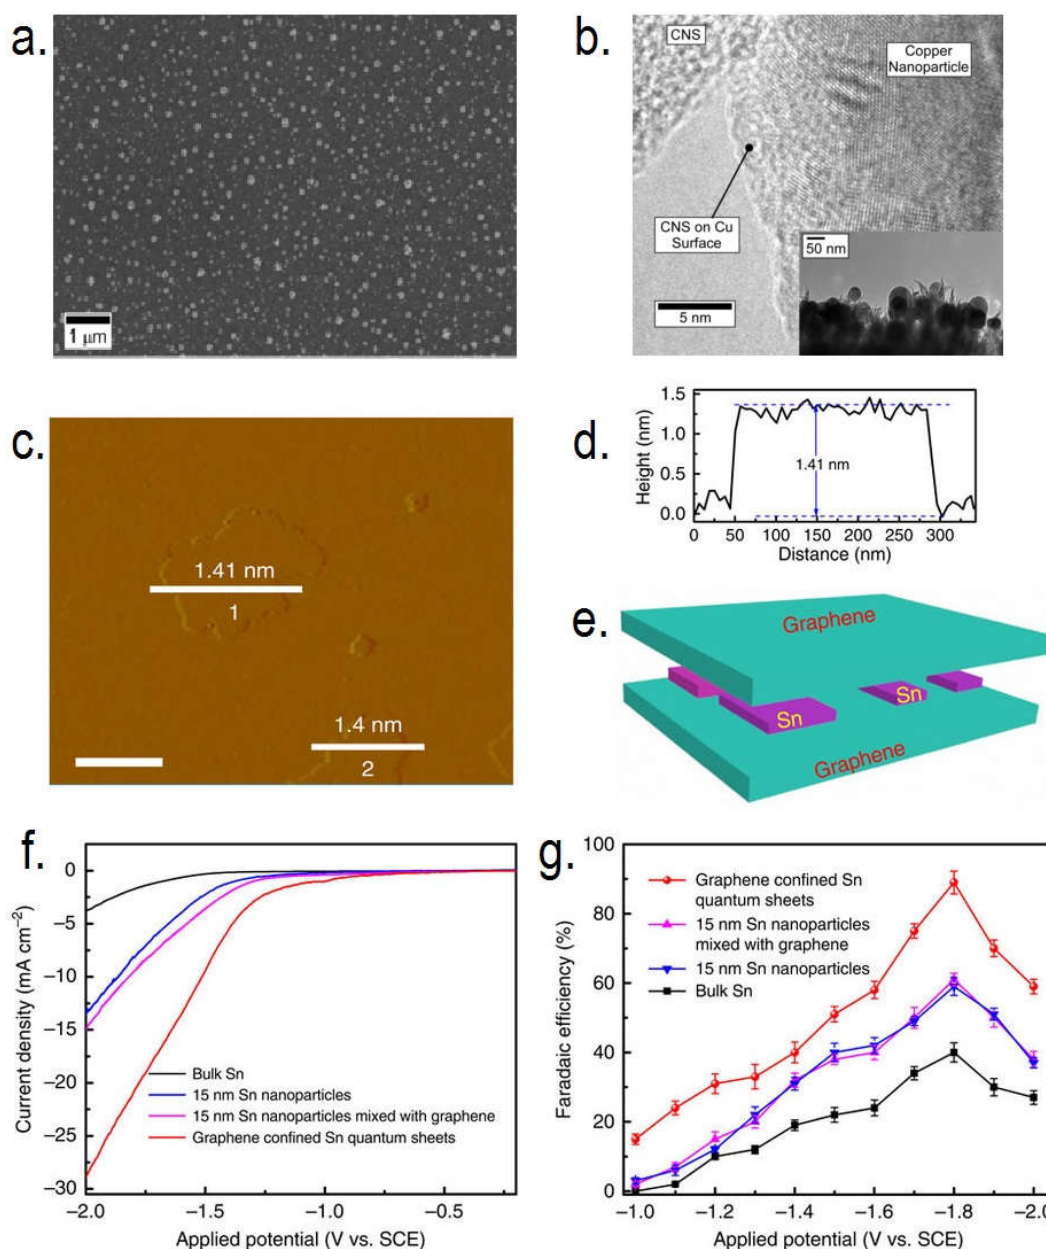 a.
1 μm
b.
CNS
Copper
Nanoparticle
CNS on Cu
Surface
5 nm
50 nm
c.
1.41 nm
1
1.4 nm
2
d.
Height (nm)
1.5
1.0
0.5
0.0
1.41 nm
0 50 100 150 200 250 300
Distance (nm)
e.
Graphene
Sn
Sn
Graphene
f.
Current density (mA cm⁻²)
0
−5
−10
−15
−20
−25
−30
Bulk Sn
15 nm Sn nanoparticles
15 nm Sn nanoparticles mixed with graphene
Graphene confined Sn quantum sheets
−2.0 −1.5 −1.0 −0.5
Applied potential (V vs. SCE)
g.
Faradaic efficiency (%)
100
80
60
40
20
0
Graphene confined Sn
quantum sheets
15 nm Sn nanoparticles
mixed with graphene
15 nm Sn nanoparticles
Bulk Sn
−1.0 −1.2 −1.4 −1.6 −1.8 −2.0
Applied potential (V vs. SCE)